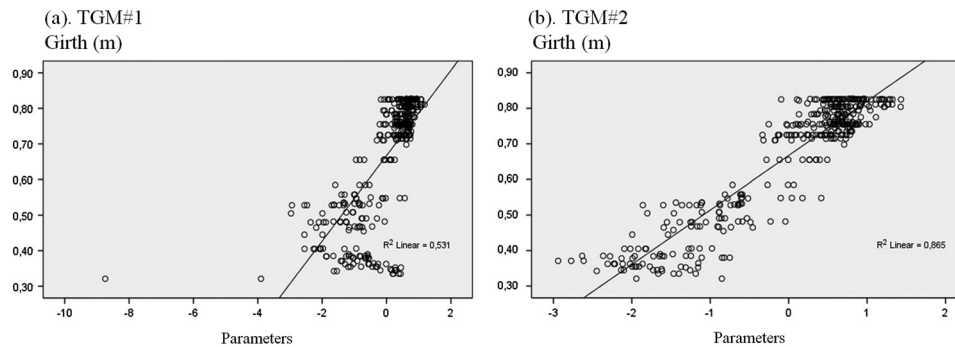 (a). TGM#1
Girth (m)
0,90
0,80
0,70
0,60
0,50
0,40
0,30
R² Linear = 0,531
-10 -8 -6 -4 -2 0 2
Parameters
(b). TGM#2
Girth (m)
0,90
0,80
0,70
0,60
0,50
0,40
0,30
R² Linear = 0,865
-3 -2 -1 0 1 2
Parameters